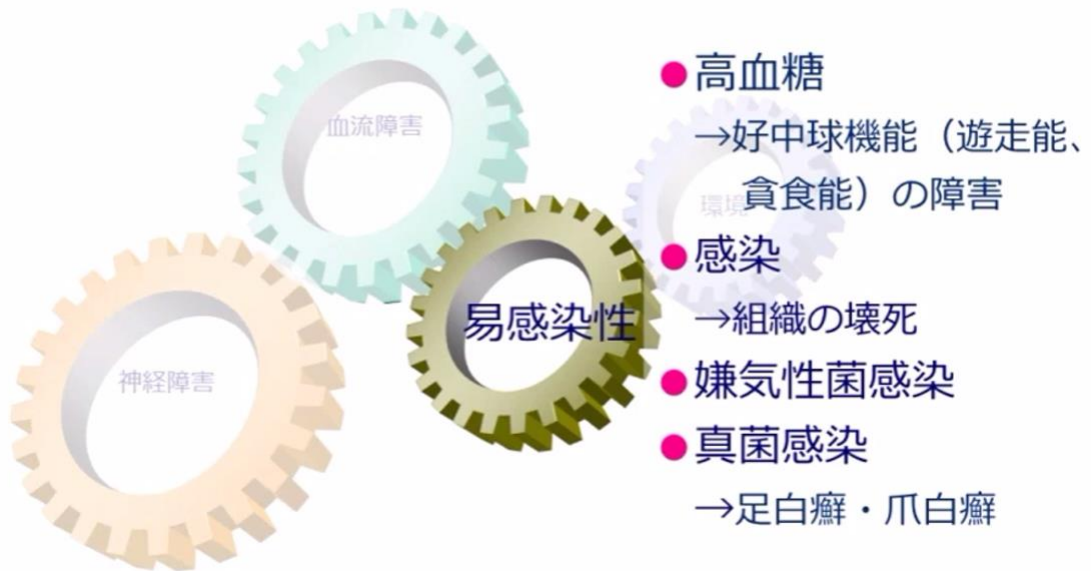 血流障害
神経障害
易感染性
環境
●高血糖
→好中球機能（遊走能、
貪食能）の障害
●感染
→組織の壊死
●嫌気性菌感染
●真菌感染
→足白癬・爪白癬